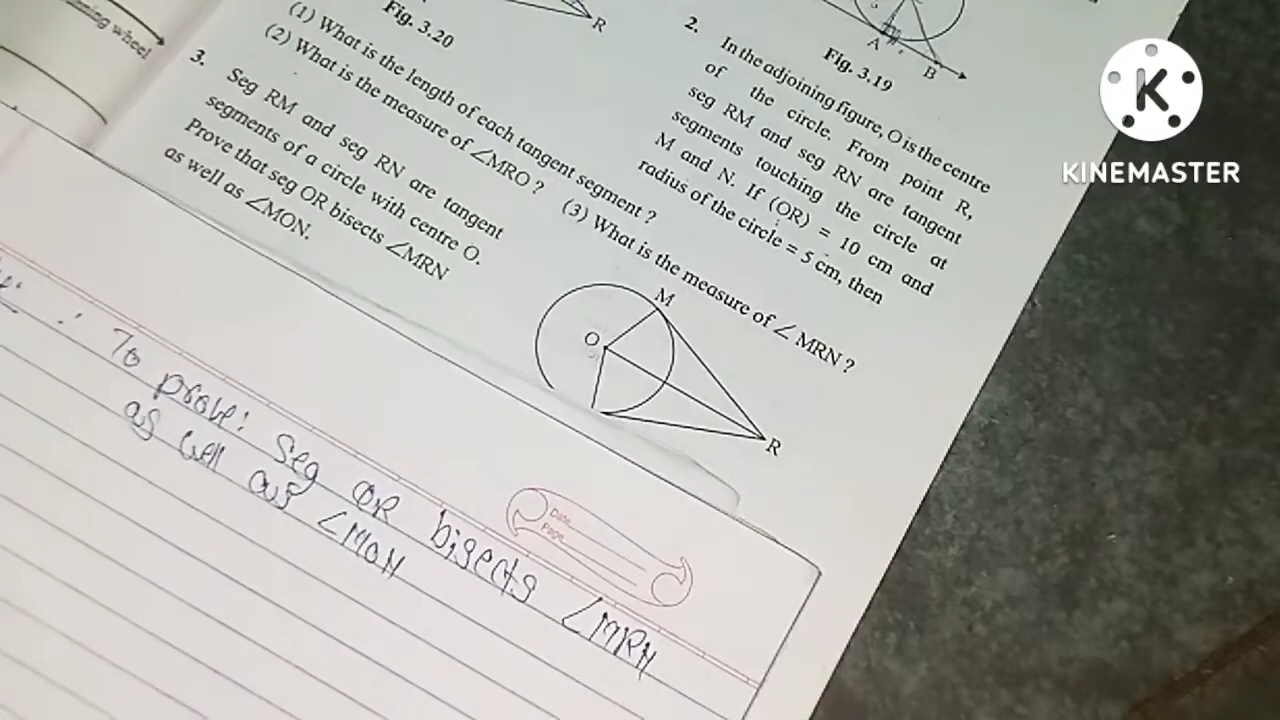 nning wheel
R
Fig. 3.20
A
B
Fig. 3.19
2. In the adjoining figure, O is the centre
of the circle. From point R,
seg RM and seg RN are tangent
segments touching the circle at
M and N. If (OR) = 10 cm and
radius of the circle = 5 cm, then
(1) What is the length of each tangent segment ?
(2) What is the measure of ∠MRO ?
(3) What is the measure of ∠ MRN ?
3. Seg RM and seg RN are tangent
segments of a circle with centre O.
Prove that seg OR bisects ∠MRN
as well as ∠MON.
M
O
R
To prove: Seg OR bisects ∠MRN
as well as ∠MON
Date
Page
K
KINEMASTER